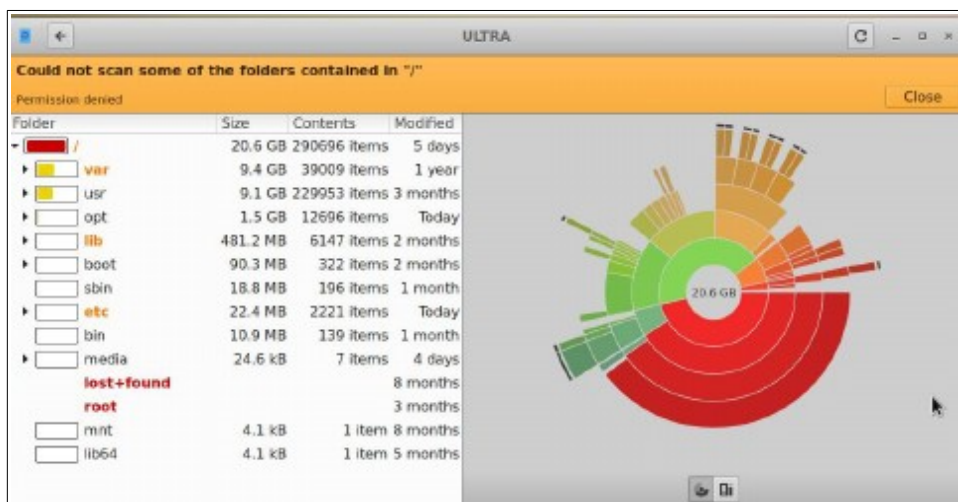 ULTRA
Could not scan some of the folders contained in "/"
Permission denied
Close
Folder Size Contents Modified
/ 20.6 GB 290696 items 5 days
var 9.4 GB 39009 items 1 year
usr 9.1 GB 229953 items 3 months
opt 1.5 GB 12696 items Today
lib 481.2 MB 6147 items 2 months
boot 90.3 MB 322 items 2 months
sbin 18.8 MB 196 items 1 month
etc 22.4 MB 2221 items Today
bin 10.9 MB 139 items 1 month
media 24.6 kB 7 items 4 days
lost+found 8 months
root 3 months
mnt 4.1 kB 1 item 8 months
lib64 4.1 kB 1 item 5 months
20.6 GB